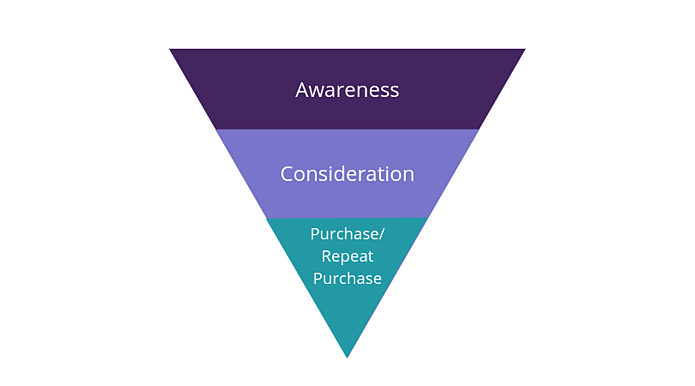 Awareness
Consideration
Purchase/
Repeat
Purchase